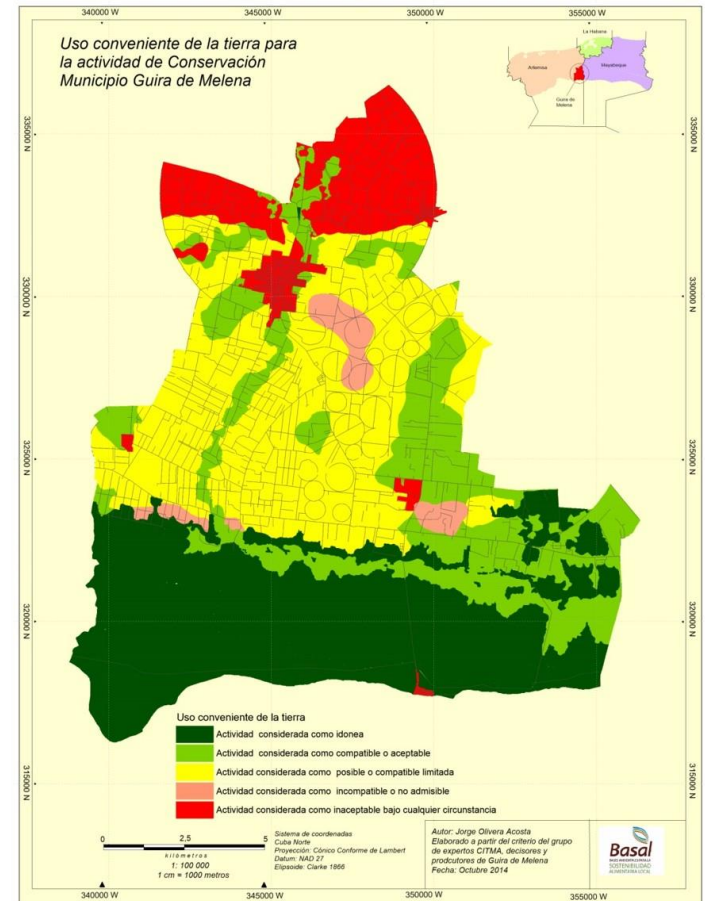 340000 W 345000 W 350000 W 355000 W
Uso conveniente de la tierra para
la actividad de Conservación
Municipio Guira de Melena
La Habana
Artemisa
Mayabeque
Guira de
Melena
335000 N 335000 N
330000 N 330000 N
325000 N 325000 N
320000 N 320000 N
315000 N 315000 N
Uso conveniente de la tierra
Actividad considerada como idonea
Actividad considerada como compatible o aceptable
Actividad considerada como posible o compatible limitada
Actividad considerada como incompatible o no admisible
Actividad considerada como inaceptable bajo cualquier circunstancia
0 2,5 5
kilómetros
1: 100 000
1 cm = 1000 metros
Sistema de coordenadas
Cuba Norte
Proyección: Cónico Conforme de Lambert
Datum: NAD 27
Elipsoide: Clarke 1866
Autor: Jorge Olivera Acosta
Elaborado a partir del criterio del grupo
de expertos CITMA, decisores y
prodcutores de Guira de Melena
Fecha: Octubre 2014
Basal
SOSTENIBILIDAD
ALIMENTARIA LOCAL
340000 W 345000 W 350000 W 355000 W